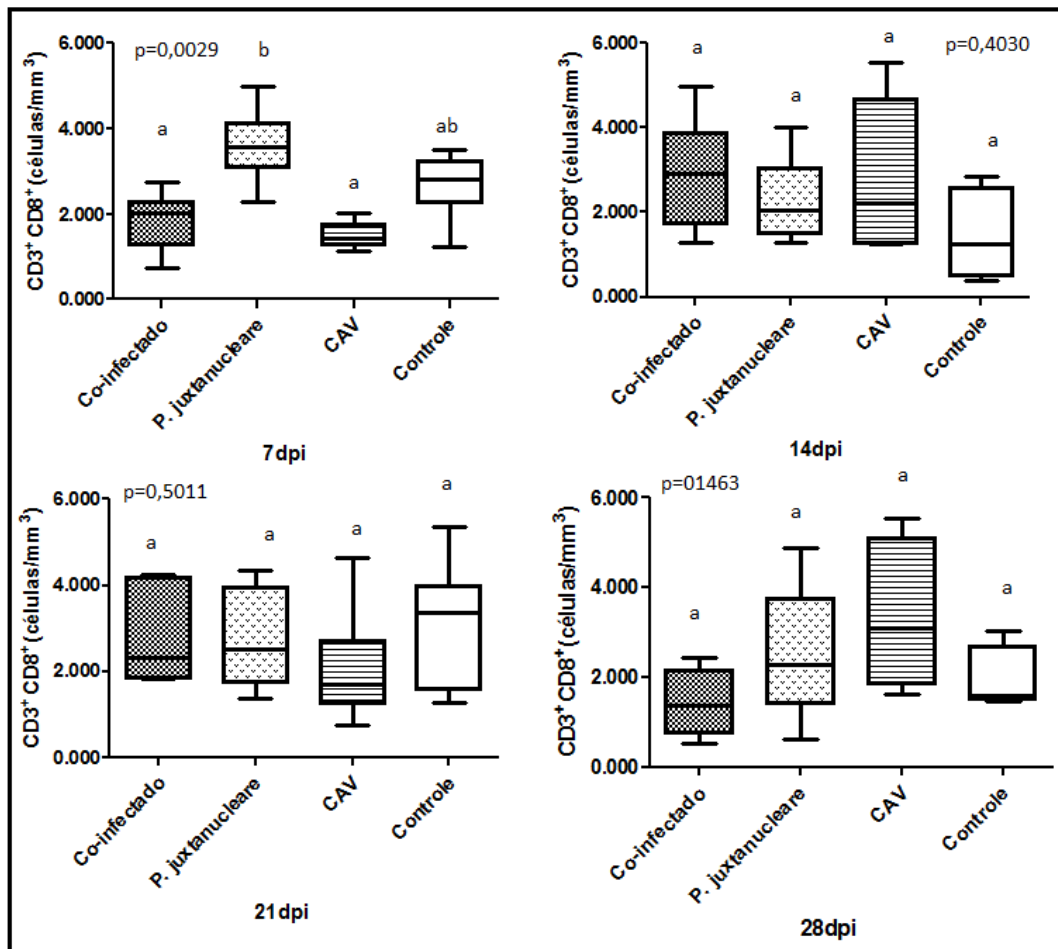 p=0,0029
b
a
a
ab
6.000
4.000
2.000
0.000
CD3+ CD8+ (células/mm3)
Co-infectado
P. juxtanucleare
CAV
Controle
7dpi
a
a
a
p=0,4030
a
6.000
4.000
2.000
0.000
CD3+ CD8+ (células/mm3)
Co-infectado
P. juxtanucleare
CAV
Controle
14dpi
p=0,5011
a
a
a
a
6.000
4.000
2.000
0.000
CD3+ CD8+ (células/mm3)
Co-infectado
P. juxtanucleare
CAV
Controle
21dpi
p=01463
a
a
a
a
6.000
4.000
2.000
0.000
CD3+ CD8+ (células/mm3)
Co-infectado
P. juxtanucleare
CAV
Controle
28dpi